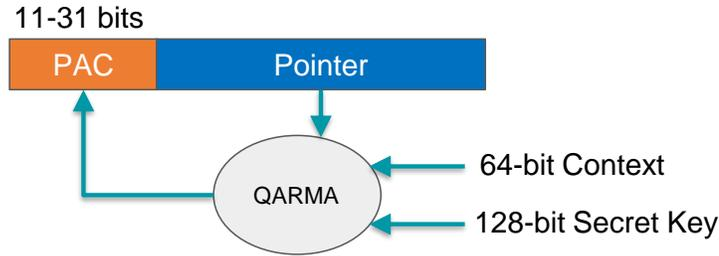 11-31 bits
PAC
Pointer
64-bit Context
QARMA
128-bit Secret Key